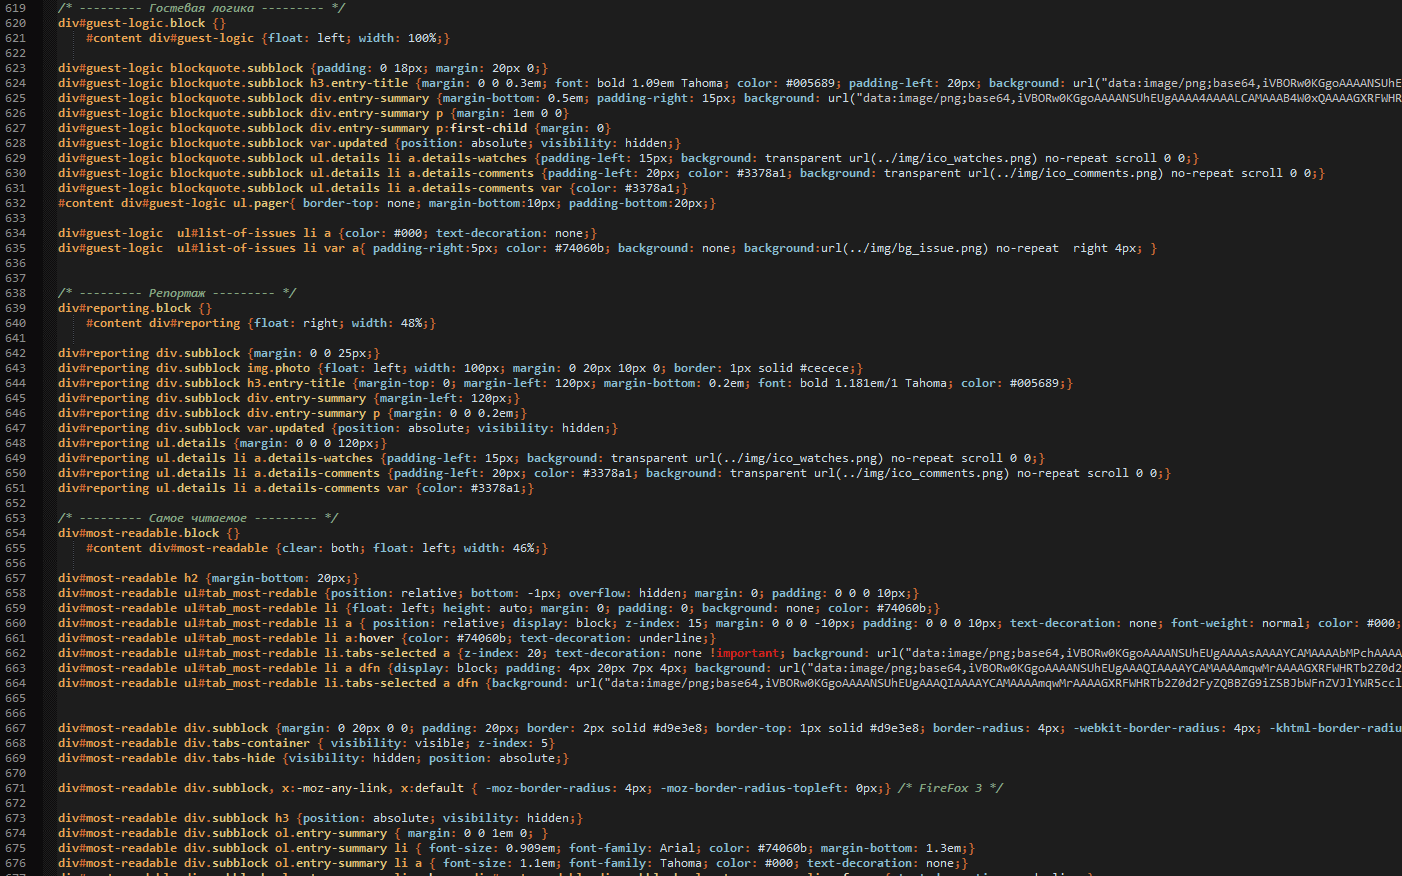 619 /* --------- Гостевая логика --------- */
620 div#guest-logic.block {}
621 #content div#guest-logic {float: left; width: 100%;}
622
623 div#guest-logic blockquote.subblock {padding: 0 18px; margin: 20px 0;}
624 div#guest-logic blockquote.subblock h3.entry-title {margin: 0 0 0.3em; font: bold 1.09em Tahoma; color: #005689; padding-left: 20px; background: url("data:image/png;base64,iVBORw0KGgoAAAANSUhE
625 div#guest-logic blockquote.subblock div.entry-summary {margin-bottom: 0.5em; padding-right: 15px; background: url("data:image/png;base64,iVBORw0KGgoAAAANSUhEUgAAAA4AAAALCAMAAAB4W0xQAAAAGXRFWHR
626 div#guest-logic blockquote.subblock div.entry-summary p {margin: 1em 0 0}
627 div#guest-logic blockquote.subblock div.entry-summary p:first-child {margin: 0}
628 div#guest-logic blockquote.subblock var.updated {position: absolute; visibility: hidden;}
629 div#guest-logic blockquote.subblock ul.details li a.details-watches {padding-left: 15px; background: transparent url(../img/ico_watches.png) no-repeat scroll 0 0;}
630 div#guest-logic blockquote.subblock ul.details li a.details-comments {padding-left: 20px; color: #3378a1; background: transparent url(../img/ico_comments.png) no-repeat scroll 0 0;}
631 div#guest-logic blockquote.subblock ul.details li a.details-comments var {color: #3378a1;}
632 #content div#guest-logic ul.pager{ border-top: none; margin-bottom:10px; padding-bottom:20px;}
633
634 div#guest-logic  ul#list-of-issues li a {color: #000; text-decoration: none;}
635 div#guest-logic  ul#list-of-issues li var a{ padding-right:5px; color: #74060b; background: none; background:url(../img/bg_issue.png) no-repeat  right 4px; }
636
637
638 /* --------- Репортаж --------- */
639 div#reporting.block {}
640 #content div#reporting {float: right; width: 48%;}
641
642 div#reporting div.subblock {margin: 0 0 25px;}
643 div#reporting div.subblock img.photo {float: left; width: 100px; margin: 0 20px 10px 0; border: 1px solid #cecece;}
644 div#reporting div.subblock h3.entry-title {margin-top: 0; margin-left: 120px; margin-bottom: 0.2em; font: bold 1.181em/1 Tahoma; color: #005689;}
645 div#reporting div.subblock div.entry-summary {margin-left: 120px;}
646 div#reporting div.subblock div.entry-summary p {margin: 0 0 0.2em;}
647 div#reporting div.subblock var.updated {position: absolute; visibility: hidden;}
648 div#reporting ul.details {margin: 0 0 0 120px;}
649 div#reporting ul.details li a.details-watches {padding-left: 15px; background: transparent url(../img/ico_watches.png) no-repeat scroll 0 0;}
650 div#reporting ul.details li a.details-comments {padding-left: 20px; color: #3378a1; background: transparent url(../img/ico_comments.png) no-repeat scroll 0 0;}
651 div#reporting ul.details li a.details-comments var {color: #3378a1;}
652
653 /* --------- Самое читаемое --------- */
654 div#most-readable.block {}
655 #content div#most-readable {clear: both; float: left; width: 46%;}
656
657 div#most-readable h2 {margin-bottom: 20px;}
658 div#most-readable ul#tab_most-redable {position: relative; bottom: -1px; overflow: hidden; margin: 0; padding: 0 0 0 10px;}
659 div#most-readable ul#tab_most-redable li {float: left; height: auto; margin: 0; padding: 0; background: none; color: #74060b;}
660 div#most-readable ul#tab_most-redable li a { position: relative; display: block; z-index: 15; margin: 0 0 0 -10px; padding: 0 0 0 10px; text-decoration: none; font-weight: normal; color: #000;
661 div#most-readable ul#tab_most-redable li a:hover {color: #74060b; text-decoration: underline;}
662 div#most-readable ul#tab_most-redable li.tabs-selected a {z-index: 20; text-decoration: none !important; background: url("data:image/png;base64,iVBORw0KGgoAAAANSUhEUgAAAAsAAAAYCAMAAAAbMPchAAAA
663 div#most-readable ul#tab_most-redable li a dfn {display: block; padding: 4px 20px 7px 4px; background: url("data:image/png;base64,iVBORw0KGgoAAAANSUhEUgAAAQIAAAAYCAMAAAAmqwMrAAAAGXRFWHRTb2Z0d2
664 div#most-readable ul#tab_most-redable li.tabs-selected a dfn {background: url("data:image/png;base64,iVBORw0KGgoAAAANSUhEUgAAAQIAAAAYCAMAAAAmqwMrAAAAGXRFWHRTb2Z0d2FyZQBBZG9iZSBJbWFnZVJlYWR5ccl
665
666
667 div#most-readable div.subblock {margin: 0 20px 0 0; padding: 20px; border: 2px solid #d9e3e8; border-top: 1px solid #d9e3e8; border-radius: 4px; -webkit-border-radius: 4px; -khtml-border-radiu
668 div#most-readable div.tabs-container { visibility: visible; z-index: 5}
669 div#most-readable div.tabs-hide {visibility: hidden; position: absolute;}
670
671 div#most-readable div.subblock, x:-moz-any-link, x:default { -moz-border-radius: 4px; -moz-border-radius-topleft: 0px;} /* FireFox 3 */
672
673 div#most-readable div.subblock h3 {position: absolute; visibility: hidden;}
674 div#most-readable div.subblock ol.entry-summary { margin: 0 0 1em 0; }
675 div#most-readable div.subblock ol.entry-summary li { font-size: 0.909em; font-family: Arial; color: #74060b; margin-bottom: 1.3em;}
676 div#most-readable div.subblock ol.entry-summary li a { font-size: 1.1em; font-family: Tahoma; color: #000; text-decoration: none;}